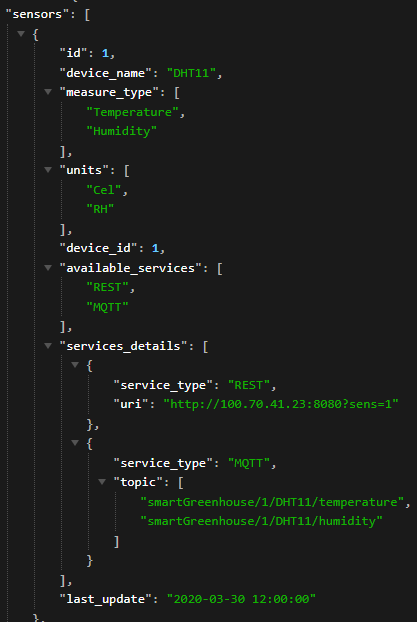 "sensors": [
{
"id": 1,
"device_name": "DHT11",
"measure_type": [
"Temperature",
"Humidity"
],
"units": [
"Cel",
"RH"
],
"device_id": 1,
"available_services": [
"REST",
"MQTT"
],
"services_details": [
{
"service_type": "REST",
"uri": "http://100.70.41.23:8080?sens=1"
},
{
"service_type": "MQTT",
"topic": [
"smartGreenhouse/1/DHT11/temperature",
"smartGreenhouse/1/DHT11/humidity"
]
}
],
"last_update": "2020-03-30 12:00:00"
},